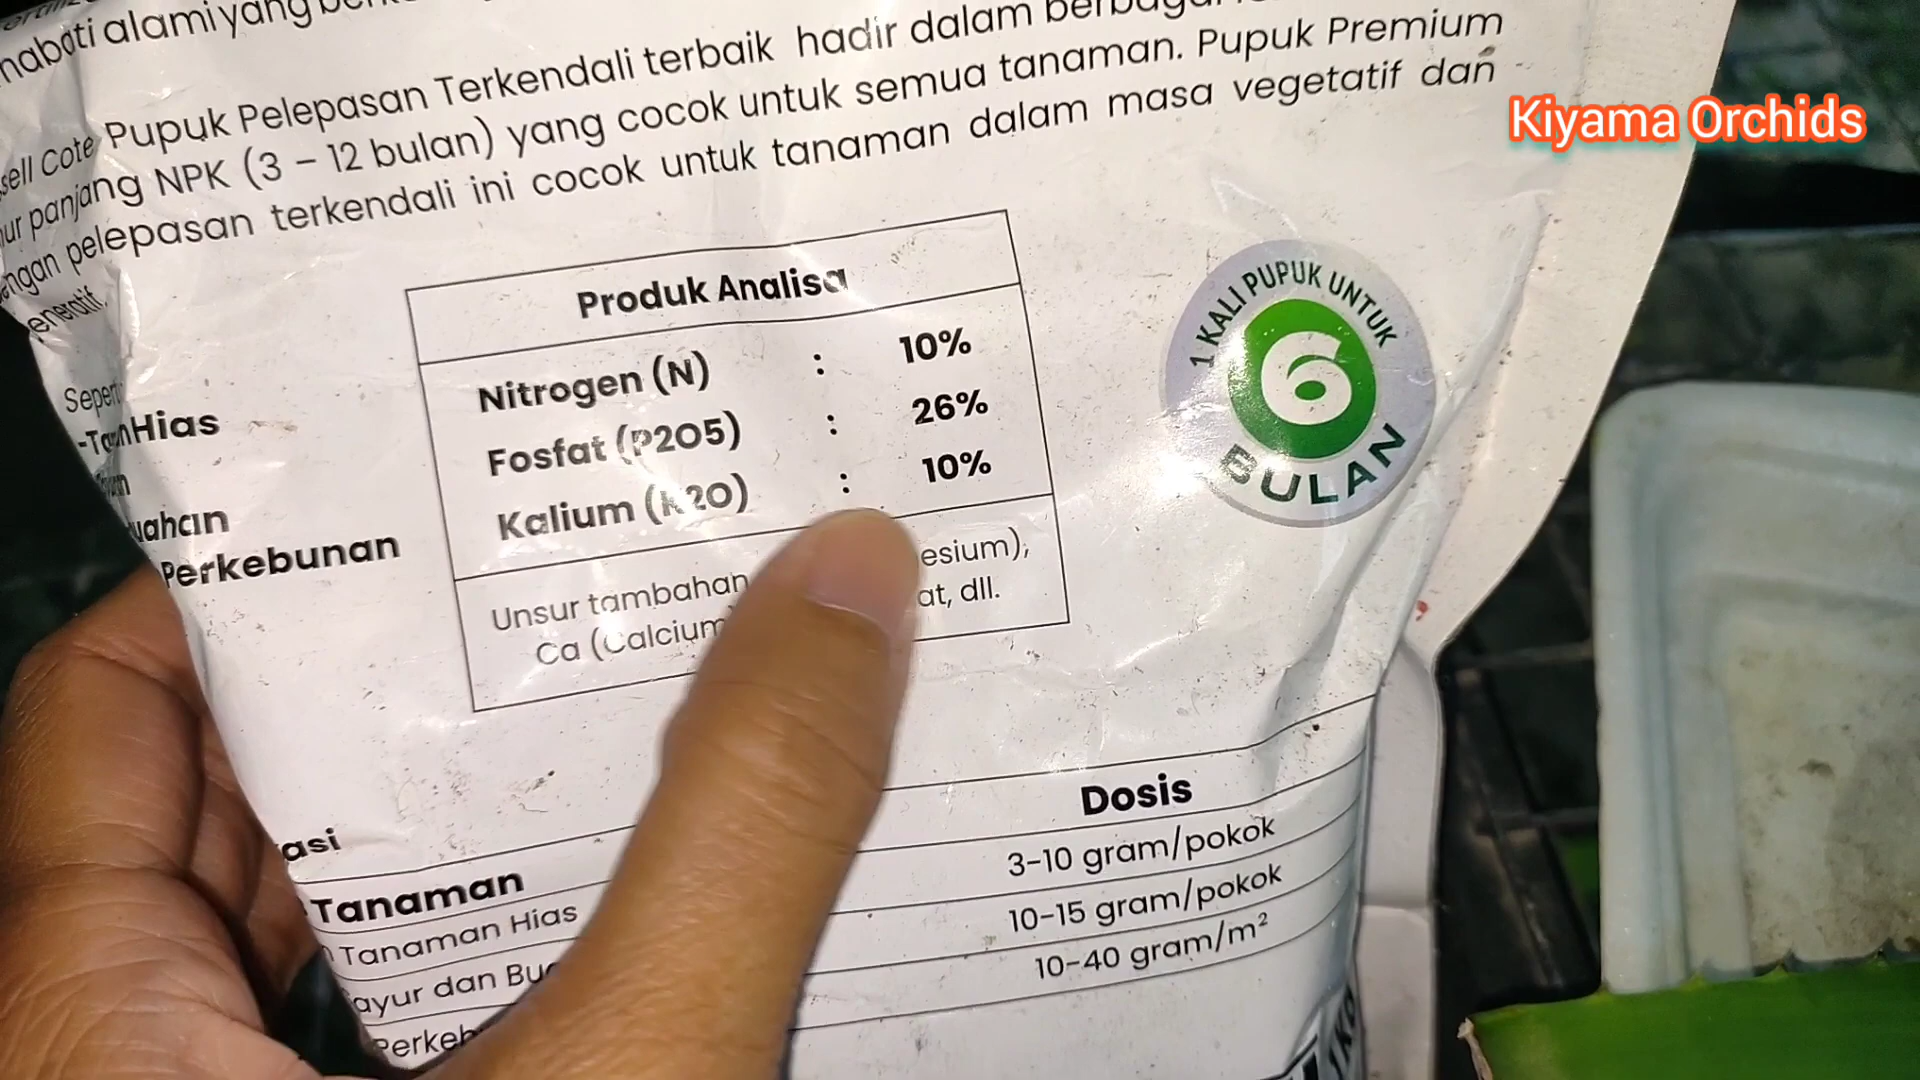 alami yang
Cote Pupuk Pelepasan Terkendali terbaik hadir dalam
panjang NPK (3 – 12 bulan) yang cocok untuk semua tanaman. Pupuk Premium
pelepasan terkendali ini cocok untuk tanaman dalam masa vegetatif dan
Kiyama Orchids
Produk Analisa
Nitrogen (N) : 10%
Fosfat (P2O5) : 26%
Kalium (K2O) : 10%
Unsur tambahan
Ca (Calcium dll.
1 KALI PUPUK UNTUK
6
BULAN
Hias
Perkebunan
Tanaman Dosis
Tanaman Hias 3-10 gram/pokok
dan 10-15 gram/pokok
10-40 gram/m²